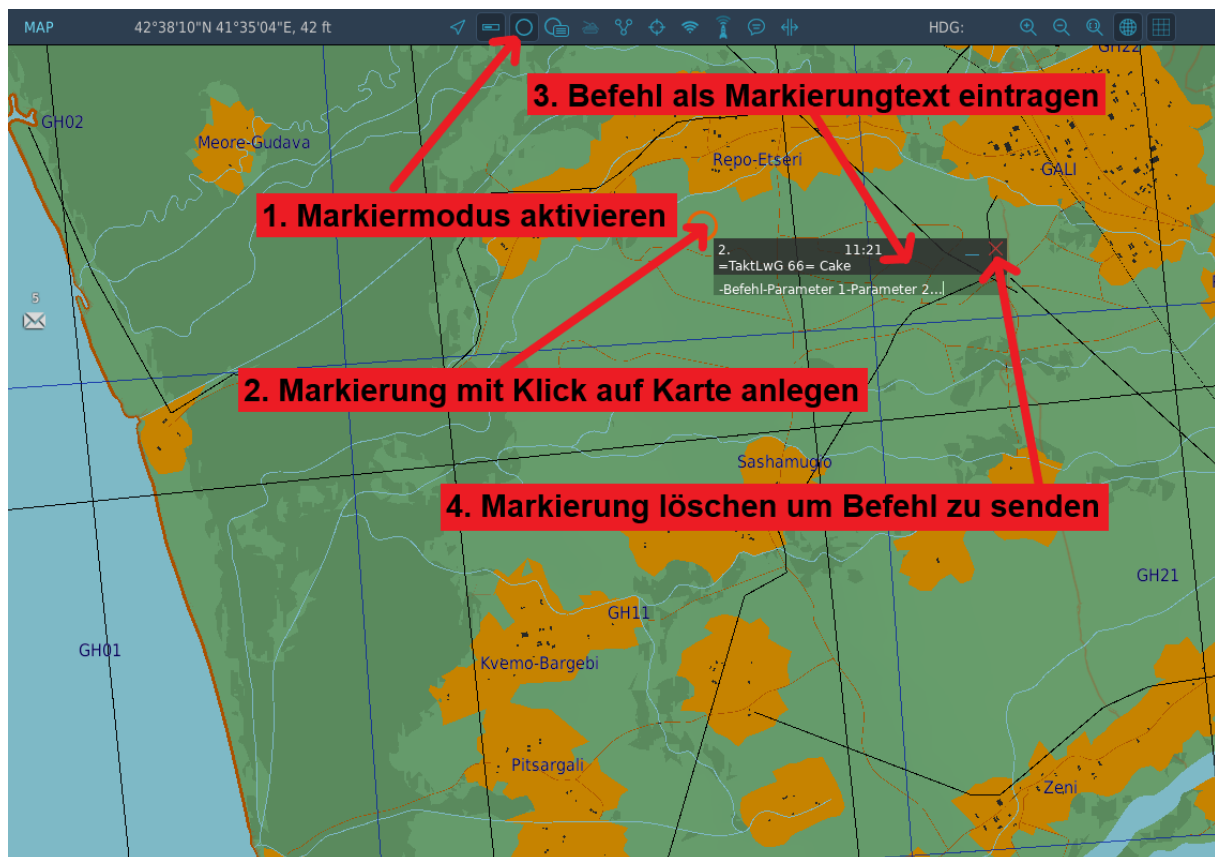 MAP 42°38'10"N 41°35'04"E, 42 ft HDG:
GH22
3. Befehl als Markierungtext eintragen
GH02
Meore-Gudava
Repo-Etseri
GALI
1. Markiermodus aktivieren
2. 11:21
=TaktLwG 66= Cake
-Befehl-Parameter 1-Parameter 2...
5
2. Markierung mit Klick auf Karte anlegen
Sashamugio
4. Markierung löschen um Befehl zu senden
GH21
GH11
GH01
Kvemo-Bargebi
Pitsargali
Zeni